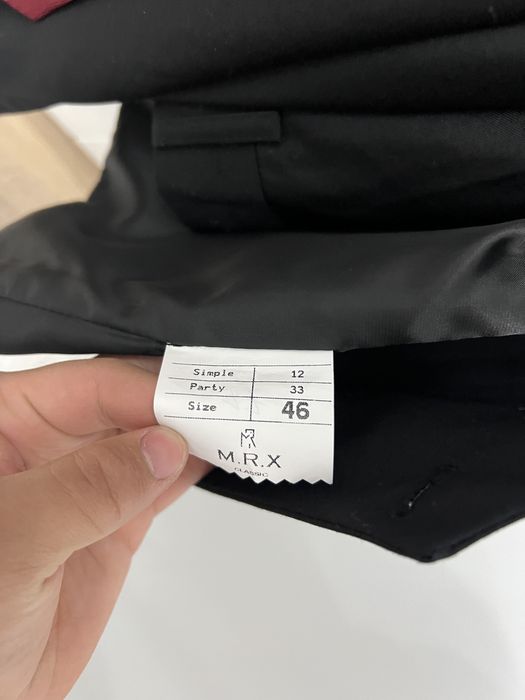 Simple 12
Party 33
Size 46
M.R.X
CLASSIC